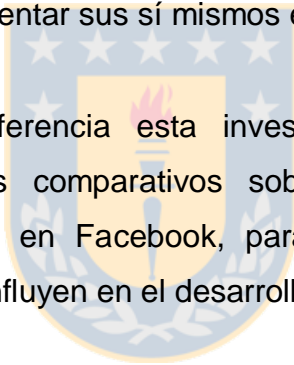 entar sus sí mismos e
ferencia esta inves
s comparativos sob
en Facebook, para
nfluyen en el desarroll